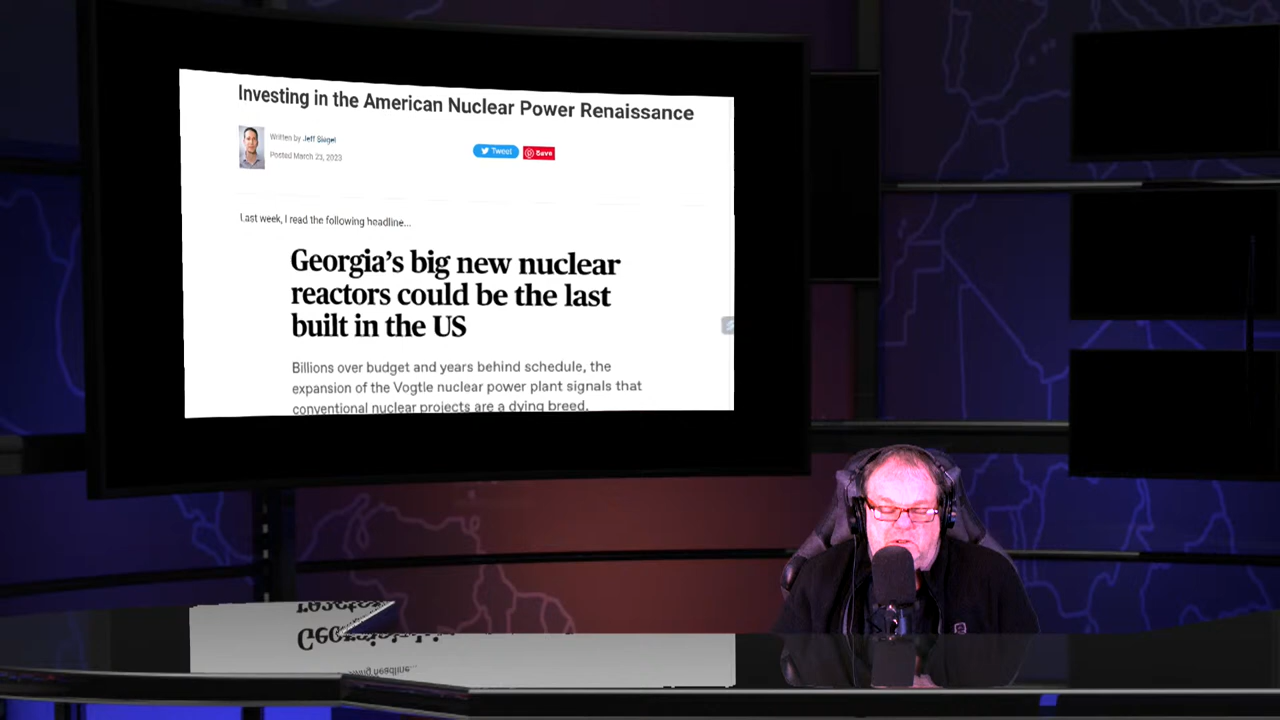 Investing in the American Nuclear Power Renaissance
Written by Jeff Siegel
Posted March 23, 2023
Tweet
Save
Last week, I read the following headline...
Georgia's big new nuclear
reactors could be the last
built in the US
Billions over budget and years behind schedule, the
expansion of the Vogtle nuclear power plant signals that
conventional nuclear projects are a dying breed.